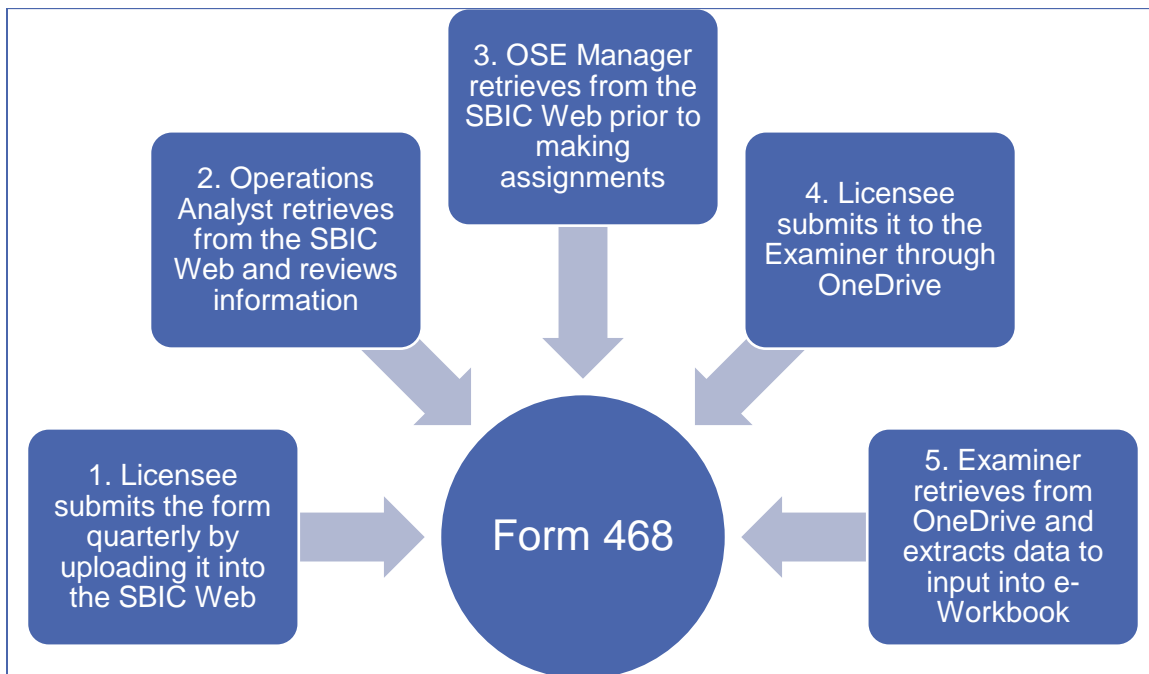 1. Licensee
submits the form
quarterly by
uploading it into
the SBIC Web
2. Operations
Analyst retrieves
from the SBIC
Web and reviews
information
3. OSE Manager
retrieves from the
SBIC Web prior to
making
assignments
4. Licensee
submits it to the
Examiner through
OneDrive
5. Examiner
retrieves from
OneDrive and
extracts data to
input into e-
Workbook
Form 468